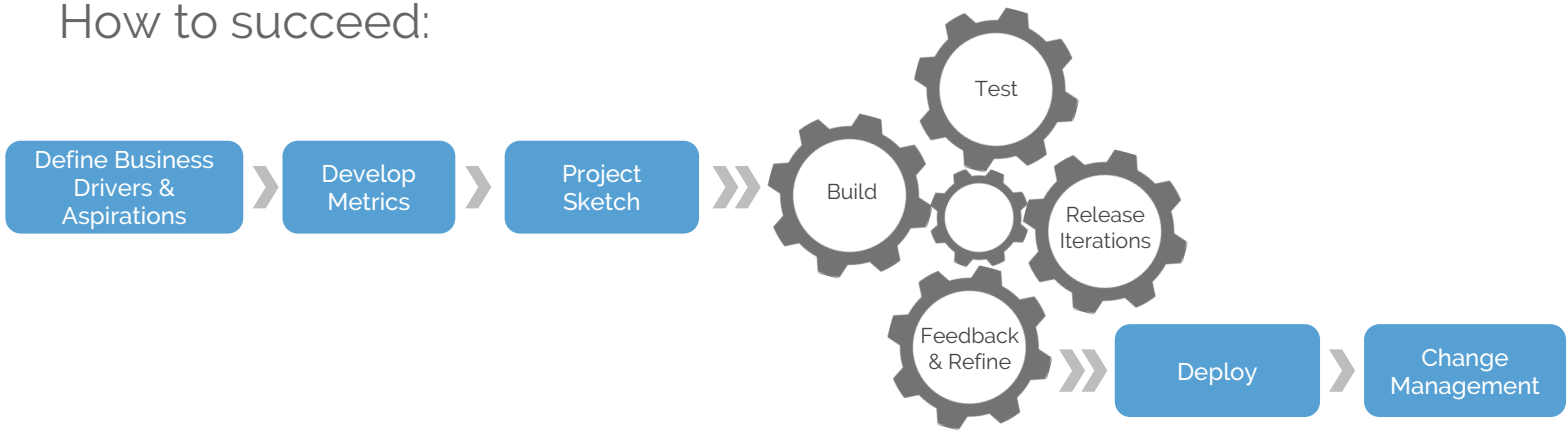 How to succeed:
Define Business
Drivers &
Aspirations
Develop
Metrics
Project
Sketch
Build
Test
Release
Iterations
Feedback
& Refine
Deploy
Change
Management